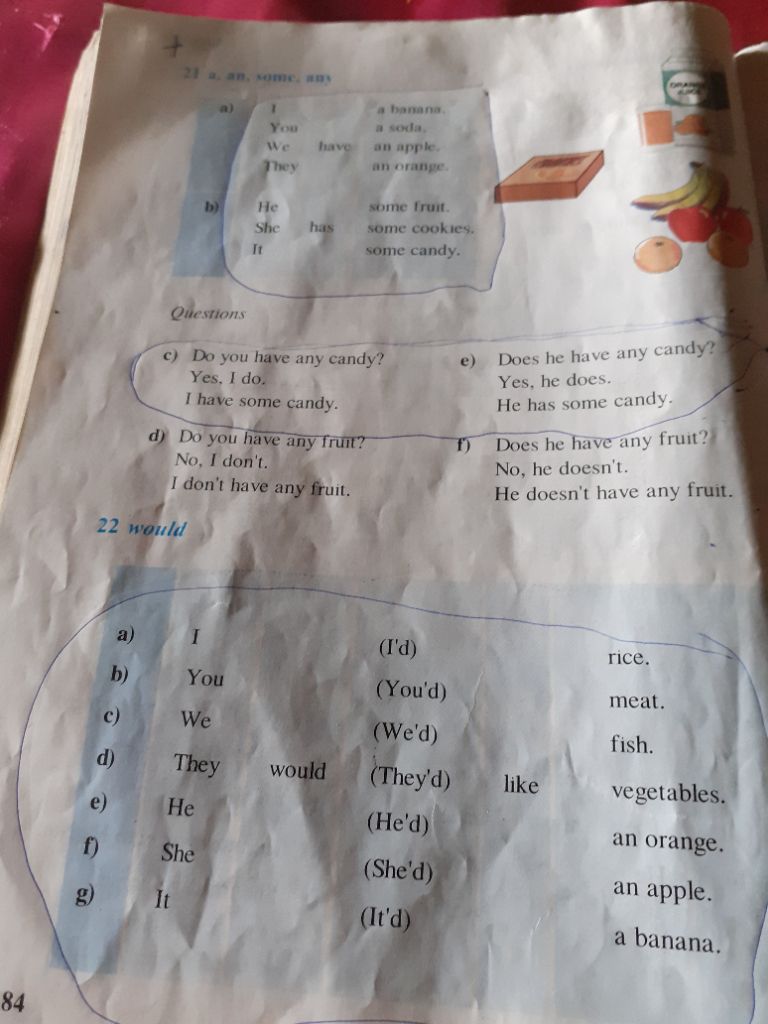 21 a, an, some, any
ORANGE JUICE
a) I a banana.
You a soda.
We have an apple.
They an orange.
b) He some fruit.
She has some cookies.
It some candy.
Questions
c) Do you have any candy?
Yes, I do.
I have some candy.
d) Do you have any fruit?
No, I don't.
I don't have any fruit.
e) Does he have any candy?
Yes, he does.
He has some candy.
f) Does he have any fruit?
No, he doesn't.
He doesn't have any fruit.
22 would
a) I (I'd) rice.
b) You (You'd) meat.
c) We (We'd) fish.
d) They would (They'd) like vegetables.
e) He (He'd) an orange.
f) She (She'd) an apple.
g) It (It'd) a banana.
84